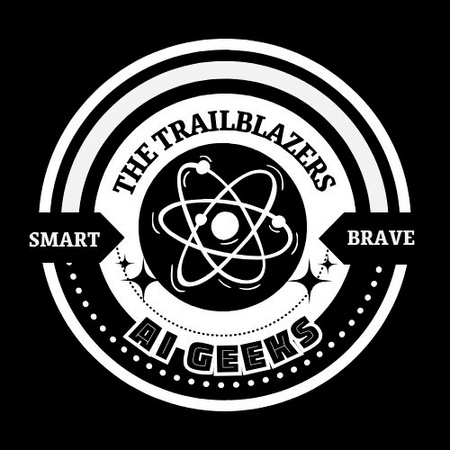 THE TRAILBLAZERS
SMART
BRAVE
AI GEEKS